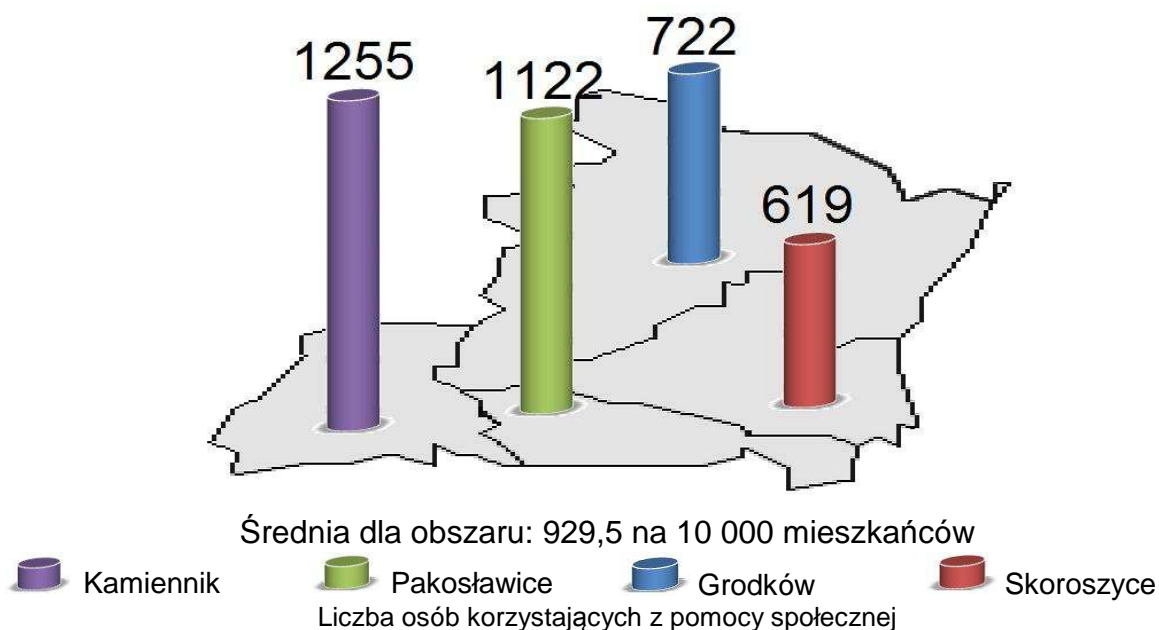 722
1255
1122
619
Średnia dla obszaru: 929,5 na 10 000 mieszkańców
Kamiennik Pakosławice Grodków Skoroszyce
Liczba osób korzystających z pomocy społecznej